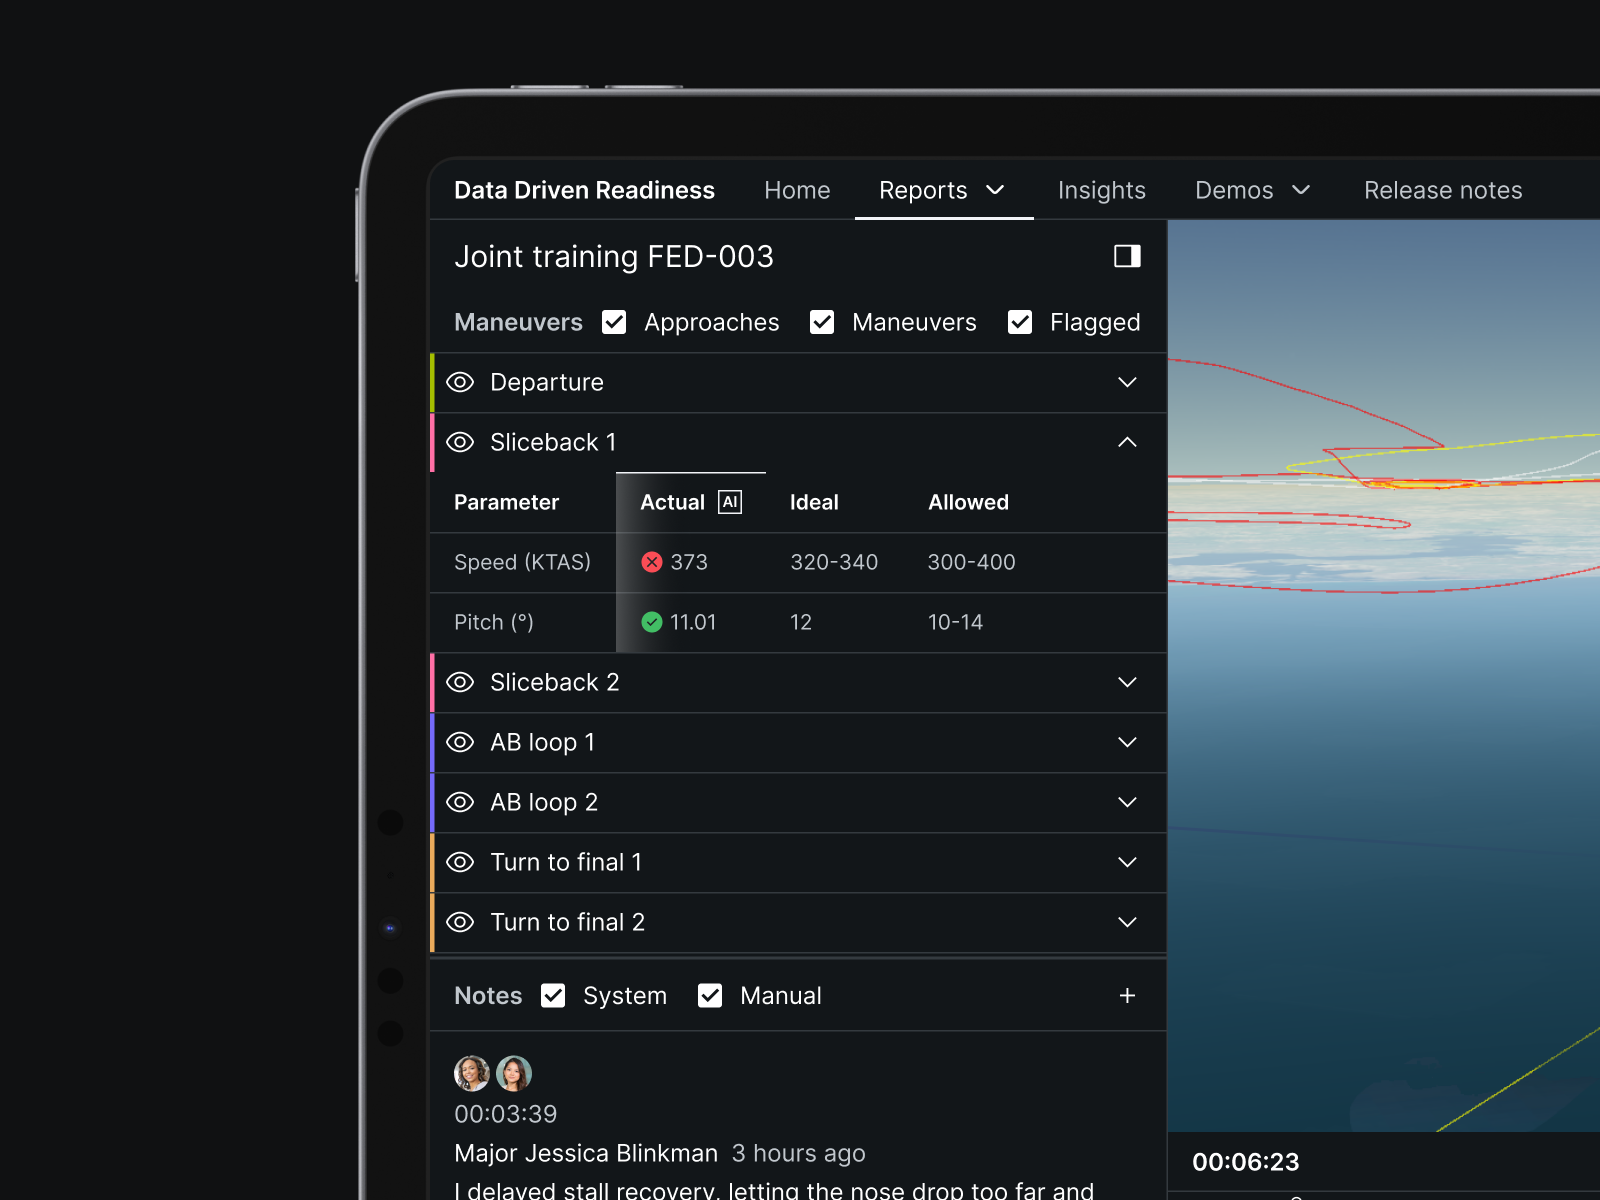 Data Driven Readiness Home Reports Insights Demos Release notes
Joint training FED-003
Maneuvers Approaches Maneuvers Flagged
Departure
Sliceback 1
Parameter Actual AI Ideal Allowed
Speed (KTAS) 373 320-340 300-400
Pitch (°) 11.01 12 10-14
Sliceback 2
AB loop 1
AB loop 2
Turn to final 1
Turn to final 2
Notes System Manual
00:03:39
Major Jessica Blinkman 3 hours ago
I delayed stall recovery, letting the nose drop too far and
00:06:23